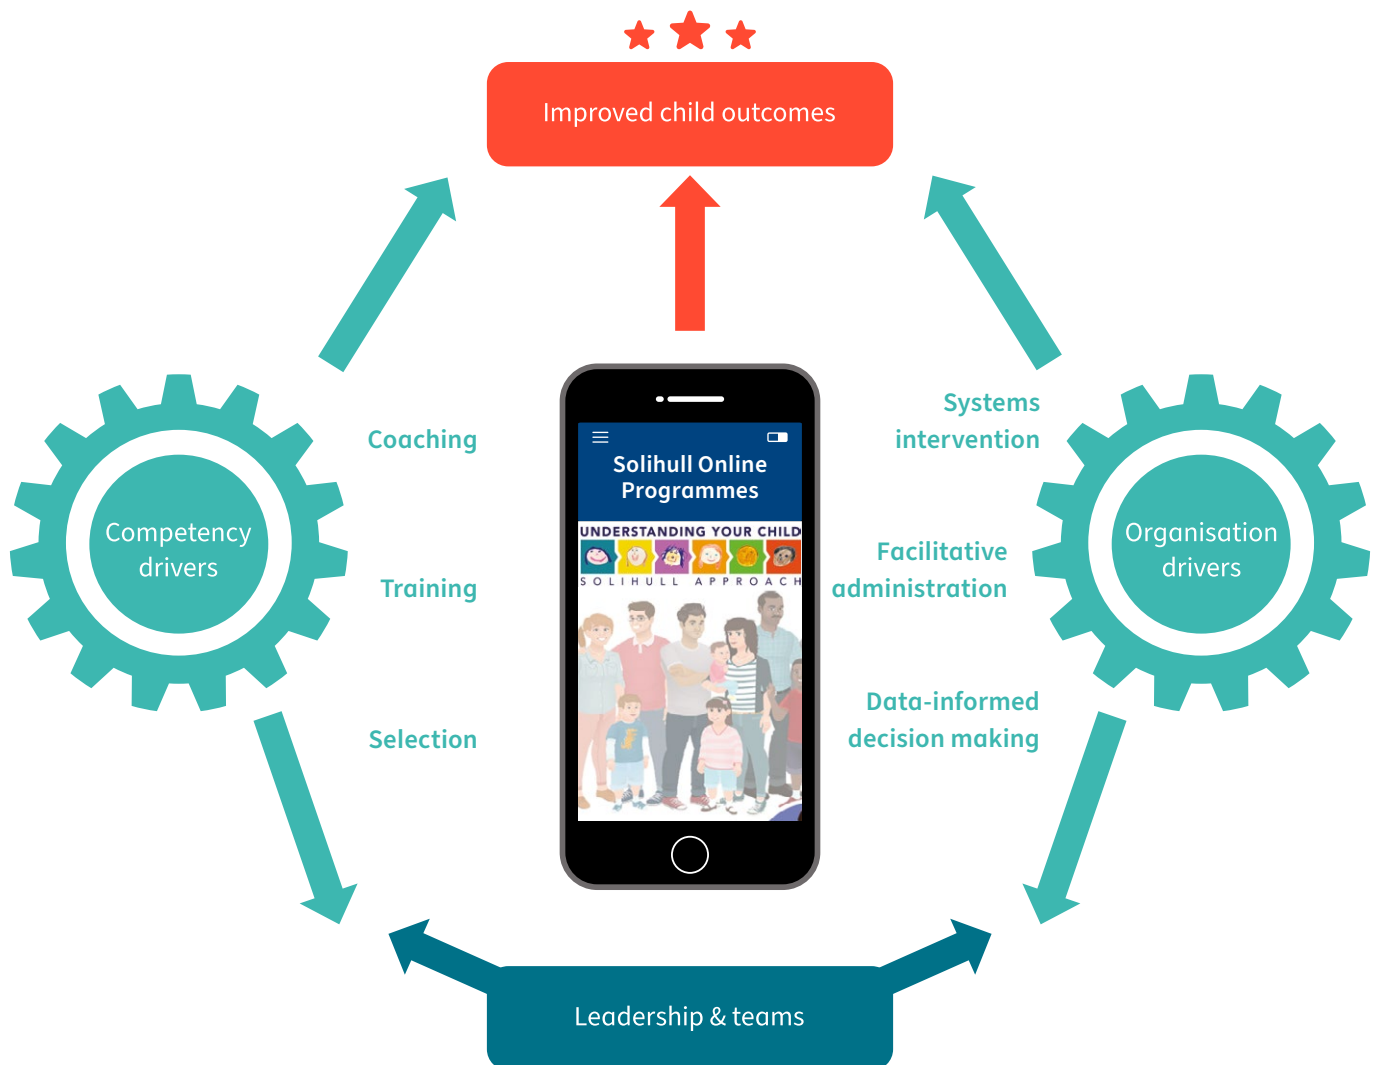 Improved child outcomes
Coaching
Training
Selection
Competency
drivers
Solihull Online
Programmes
UNDERSTANDING YOUR CHILD
SOLIHULL APPROACH
Systems
intervention
Facilitative
administration
Data-informed
decision making
Organisation
drivers
Leadership & teams